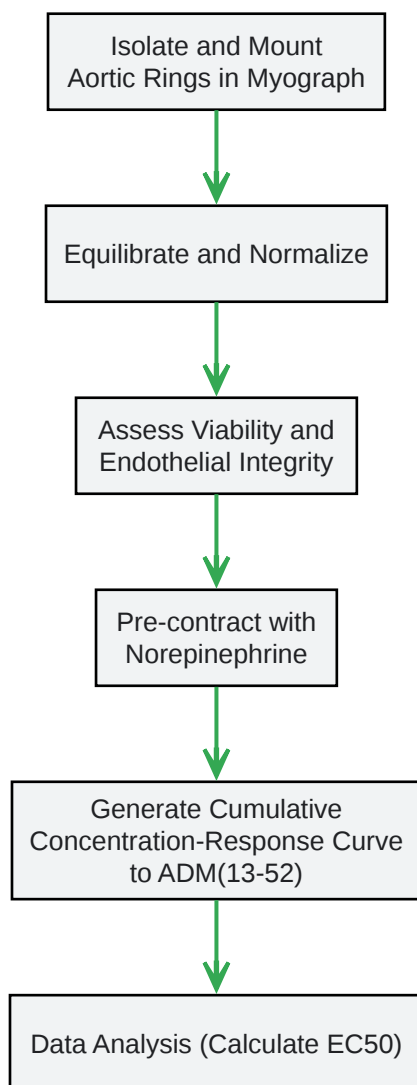 Isolate and Mount
Aortic Rings in Myograph
Equilibrate and Normalize
Assess Viability and
Endothelial Integrity
Pre-contract with
Norepinephrine
Generate Cumulative
Concentration-Response Curve
to ADM(13-52)
Data Analysis (Calculate EC50)